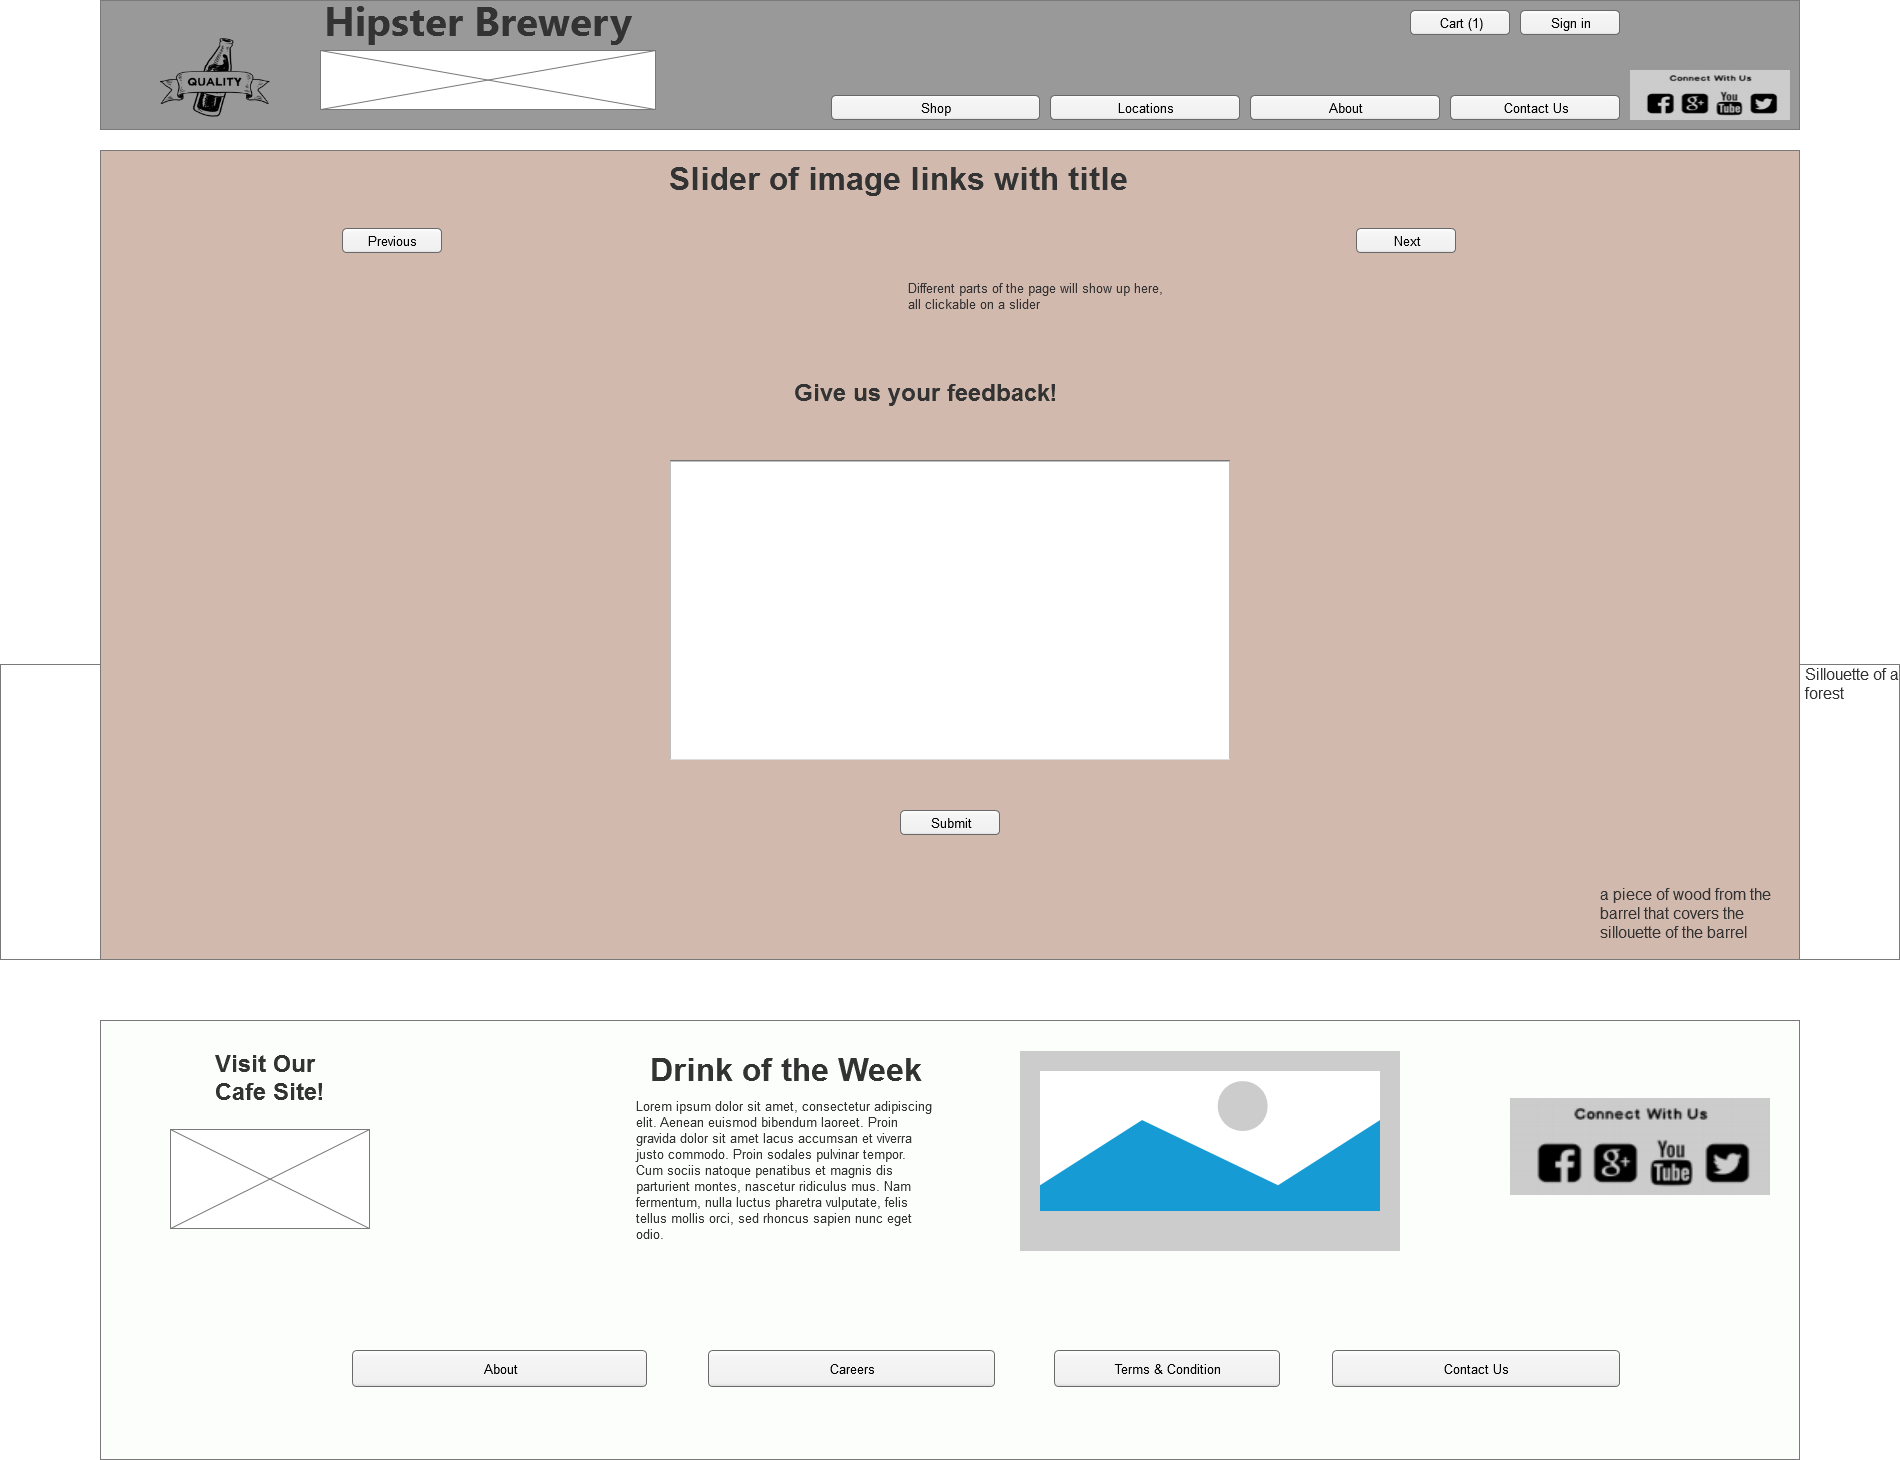 Hipster Brewery
Cart (1)
Sign in
QUALITY
Connect With Us
You
Tube
g+
Shop
Locations
About
Contact Us
Slider of image links with title
Previous
Next
Different parts of the page will show up here,
all clickable on a slider
Give us your feedback!
Sillouette of a
forest
Submit
a piece of wood from the
barrel that covers the
sillouette of the barrel
Visit Our
Cafe Site!
Drink of the Week
Lorem ipsum dolor sit amet, consectetur adipiscing
elit. Aenean euismod bibendum laoreet. Proin
gravida dolor sit amet lacus accumsan et viverra
justo commodo. Proin sodales pulvinar tempor.
Cum sociis natoque penatibus et magnis dis
parturient montes, nascetur ridiculus mus. Nam
fermentum, nulla luctus pharetra vulputate, felis
tellus mollis orci, sed rhoncus sapien nunc eget
odio.
Connect With Us
You
Tube
g+
About
Careers
Terms & Condition
Contact Us